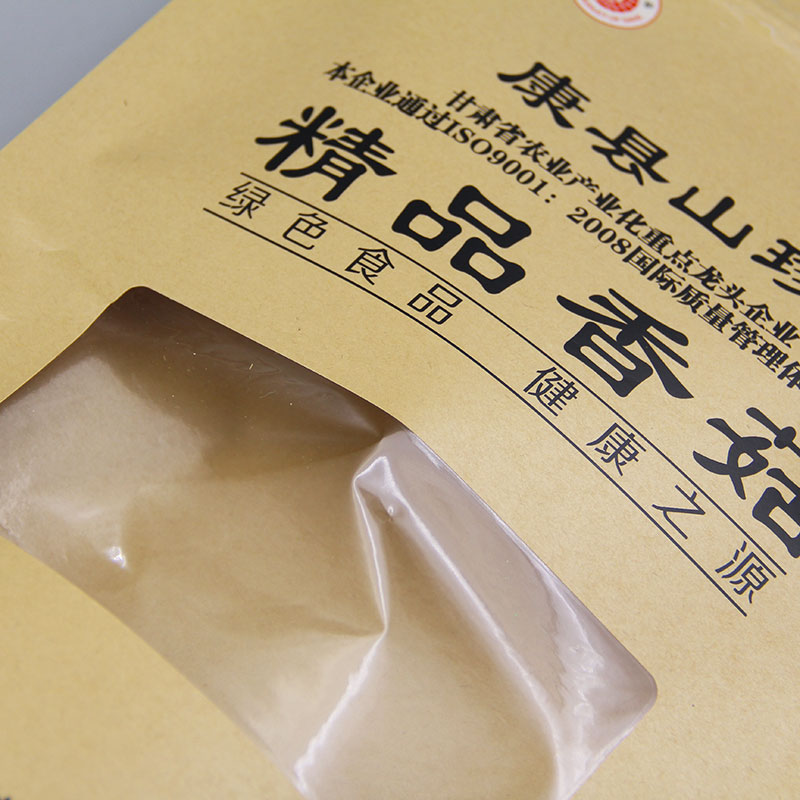 康县山珍
甘肃省农业产业化重点龙头企业
本企业通过ISO9001：2008国际质量管理体
精品香菇
绿色食品 健康之源